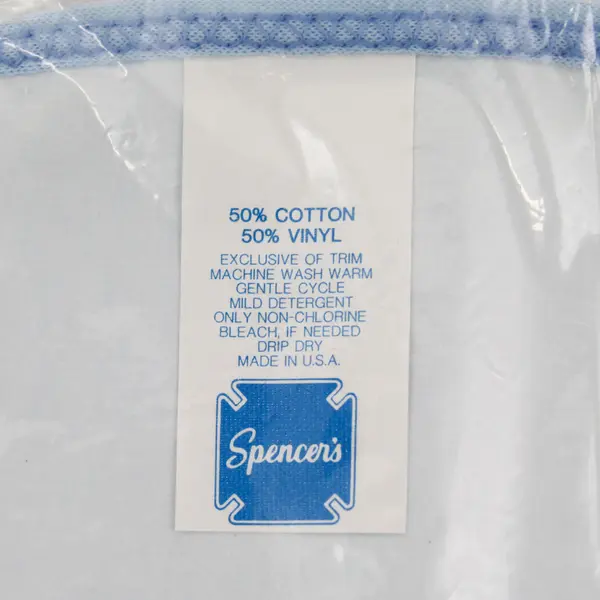 50% COTTON
50% VINYL
EXCLUSIVE OF TRIM
MACHINE WASH WARM
GENTLE CYCLE
MILD DETERGENT
ONLY NON-CHLORINE
BLEACH, IF NEEDED
DRIP DRY
MADE IN U.S.A.
Spencer's